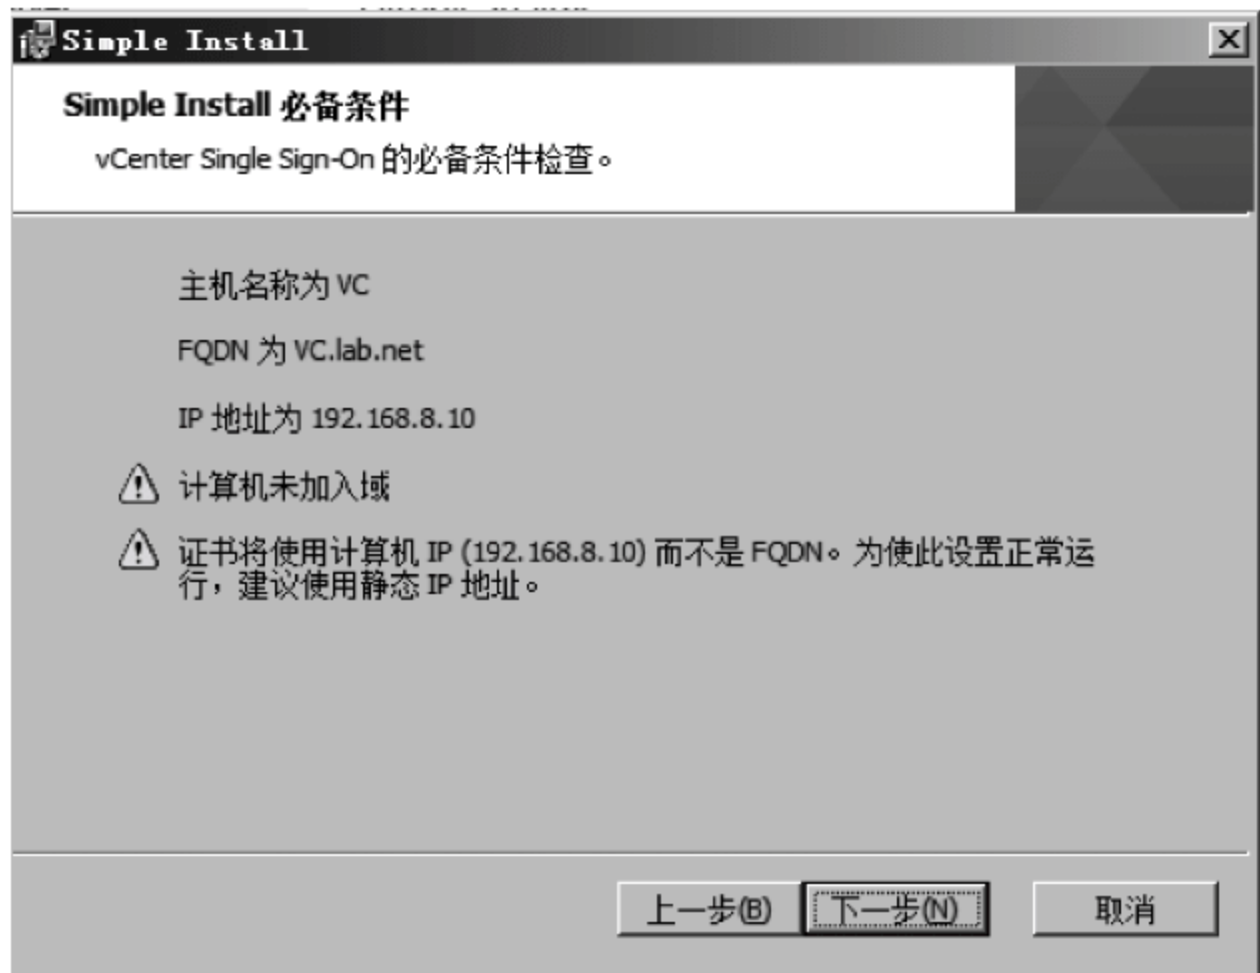 Simple Install
Simple Install 必备条件
vCenter Single Sign-On 的必备条件检查。
主机名称为 VC
FQDN 为 VC.lab.net
IP 地址为 192.168.8.10
计算机未加入域
证书将使用计算机 IP (192.168.8.10) 而不是 FQDN。为使此设置正常运
行，建议使用静态 IP 地址。
上一步(B) 下一步(N) 取消